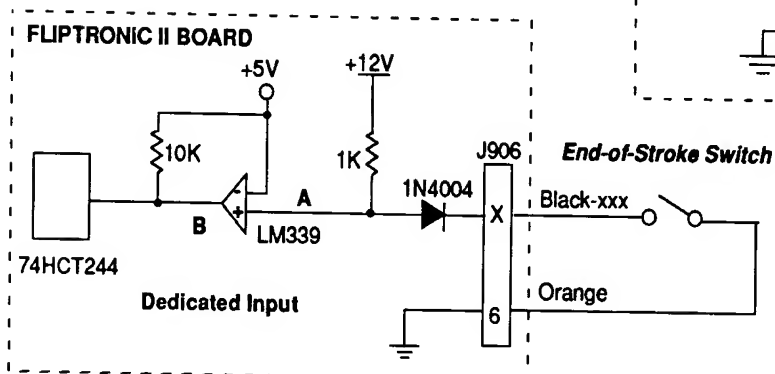 FLIPTRONIC II BOARD
+5V
+12V
10K
1K
J906
End-of-Stroke Switch
1N4004
A
X
Black-xxx
-
+
B
LM339
74HCT244
Dedicated Input
6
Orange